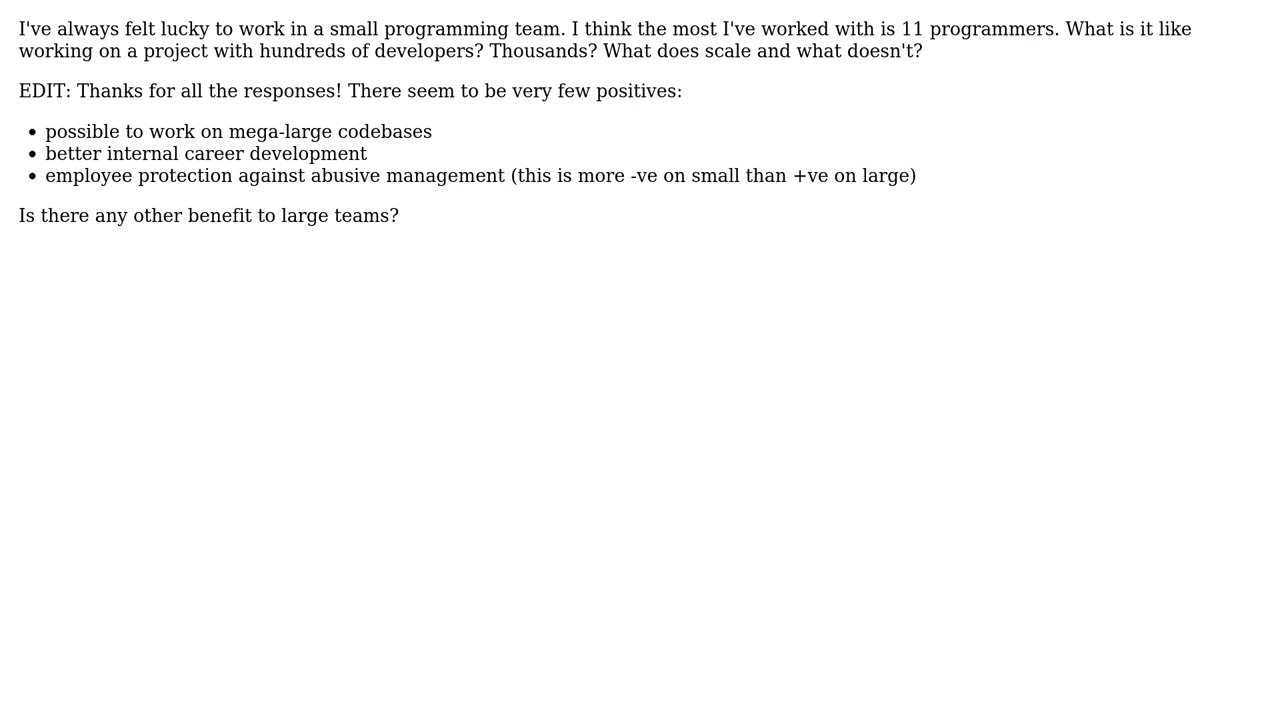 I've always felt lucky to work in a small programming team. I think the most I've worked with is 11 programmers. What is it like
working on a project with hundreds of developers? Thousands? What does scale and what doesn't?
EDIT: Thanks for all the responses! There seem to be very few positives:
• possible to work on mega-large codebases
• better internal career development
• employee protection against abusive management (this is more -ve on small than +ve on large)
Is there any other benefit to large teams?